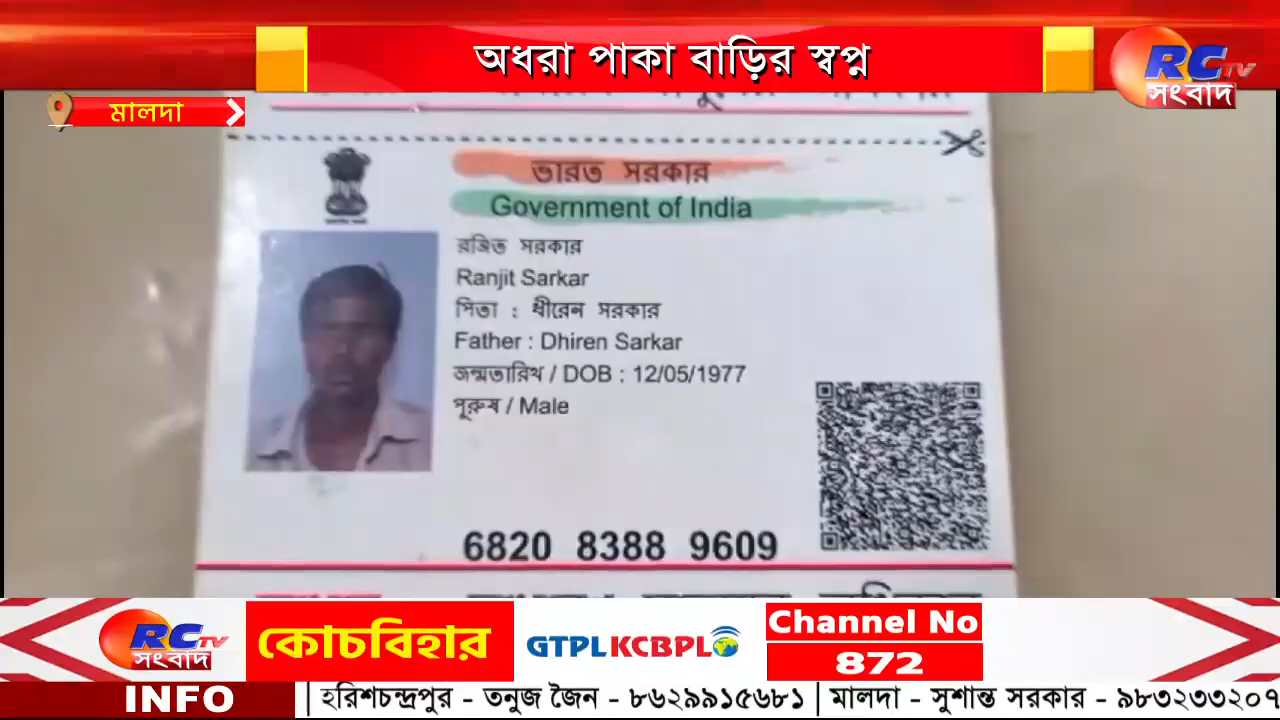 অধরা পাকা বাড়ির স্বপ্ন
RC TV
সংবাদ
মালদা
ভারত সরকার
Government of India
রঞ্জিত সরকার
Ranjit Sarkar
পিতা : ধীরেন সরকার
Father : Dhiren Sarkar
জন্মতারিখ / DOB : 12/05/1977
পুরুষ / Male
6820 8388 9609
RC TV
সংবাদ
কোচবিহার
GTPL KCBPL
Channel No
872
INFO
| হরিশচন্দ্রপুর - তনুজ জৈন - ৮৬২৯৯১৫৬৮১ | মালদা - সুশান্ত সরকার - ৯৮৩২৩৩২০৭